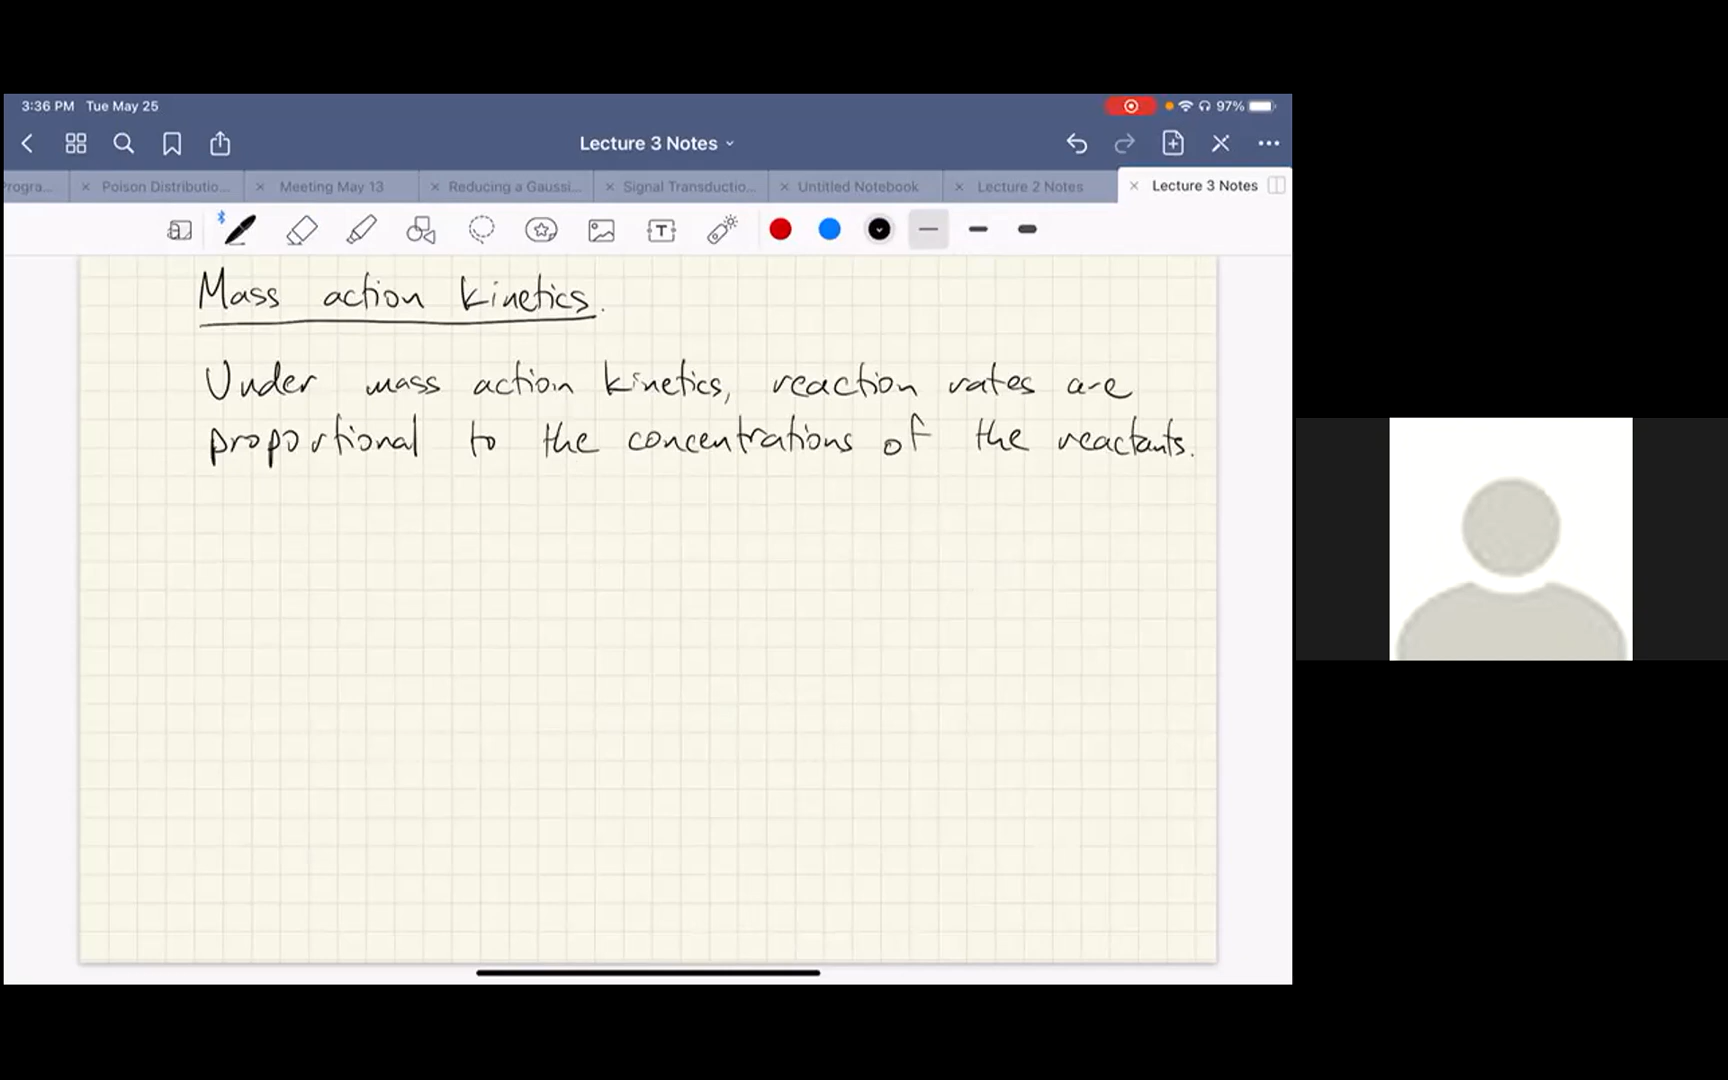 3:36 PM Tue May 25
97%
Lecture 3 Notes
Progra...
Poison Distributio...
Meeting May 13
Reducing a Gaussi...
Signal Transductio...
Untitled Notebook
Lecture 2 Notes
Lecture 3 Notes
T
Mass action kinetics.
Under mass action kinetics, reaction rates are
proportional to the concentrations of the reactants.